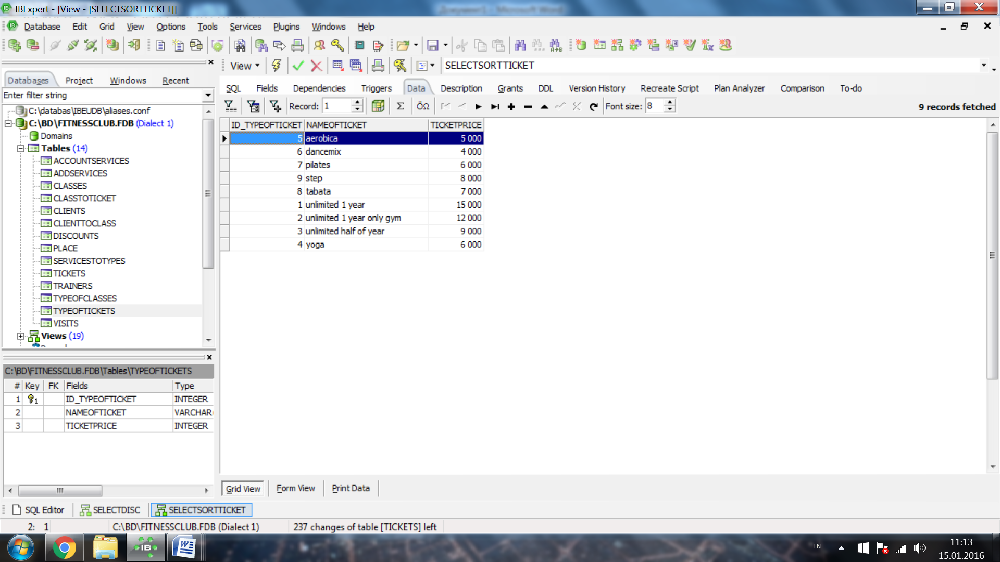 IBExpert - [View - [SELECTSORTTICKET]]
Документ1 - Microsoft Word
Database Edit Grid View Options Tools Services Plugins Windows Help
View SELECTSORTTICKET
Databases Project Windows Recent
SQL Fields Dependencies Triggers Data Description Grants DDL Version History Recreate Script Plan Analyzer Comparison To-do
Enter filter string
Record: 1 Σ ÖΩ Font size: 8 9 records fetched
C:\databas\IBEUDB\aliases.conf
C:\BD\FITNESSCLUB.FDB (Dialect 1)
Domains
Tables (14)
ACCOUNTSERVICES
ADDSERVICES
CLASSES
CLASSTOTICKET
CLIENTS
CLIENTTOCLASS
DISCOUNTS
PLACE
SERVICESTOTYPES
TICKETS
TRAINERS
TYPEOFCLASSES
TYPEOFTICKETS
VISITS
Views (19)
ID_TYPEOFTICKET NAMEOFTICKET TICKETPRICE
5 aerobica 5 000
6 dancemix 4 000
7 pilates 6 000
9 step 8 000
8 tabata 7 000
1 unlimited 1 year 15 000
2 unlimited 1 year only gym 12 000
3 unlimited half of year 9 000
4 yoga 6 000
C:\BD\FITNESSCLUB.FDB\Tables\TYPEOFTICKETS
# Key FK Fields Type
1 1 ID_TYPEOFTICKET INTEGER
2 NAMEOFTICKET VARCHAR(
3 TICKETPRICE INTEGER
Grid View Form View Print Data
SQL Editor SELECTDISC SELECTSORTTICKET
2: 1 C:\BD\FITNESSCLUB.FDB (Dialect 1) 237 changes of table [TICKETS] left
IB
EN
11:13
15.01.2016